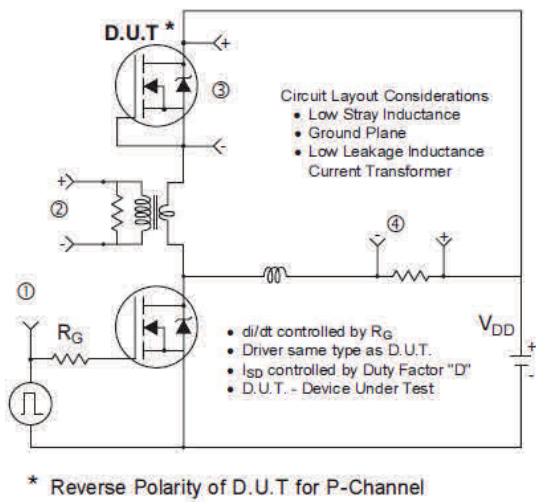 D.U.T *
+
③
-
Circuit Layout Considerations
• Low Stray Inductance
• Ground Plane
• Low Leakage Inductance
Current Transformer
+
②
-
-
④
+
①
RG
VDD
+
-
• di/dt controlled by RG
• Driver same type as D.U.T.
• ISD controlled by Duty Factor "D"
• D.U.T. - Device Under Test
* Reverse Polarity of D.U.T for P-Channel